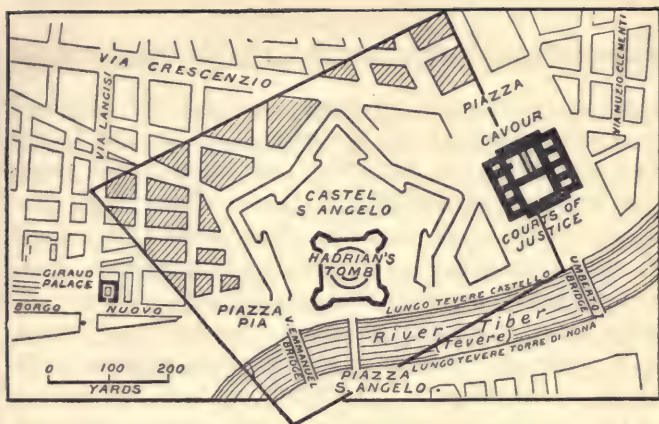 VIA CRESCENZIO
VIA LANCISI
PIAZZA
CAVOUR
VIA MUZIO CLEMENTI
CASTEL
S ANGELO
COURTS OF
JUSTICE
HADRIAN'S
TOMB
GIRAUD
PALACE
BORGO NUOVO
PIAZZA
PIA
V. EMMANUEL
BRIDGE
LUNGO TEVERE CASTELLO
River Tiber
(Tevere)
UMBERTO
BRIDGE
LUNGO TEVERE TORRE DI NONA
PIAZZA
S. ANGELO
0 100 200
YARDS